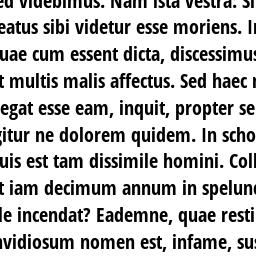 ed videbimus. Nam ista vestra: Si
eatus sibi videtur esse moriens. I
uae cum essent dicta, discessimus
t multis malis affectus. Sed haec
egat esse eam, inquit, propter se
gitur ne dolorem quidem. In scho
uis est tam dissimile homini. Coll
t iam decimum annum in spelun
le incendat? Eademne, quae resti
nvidiosum nomen est, infame, sus